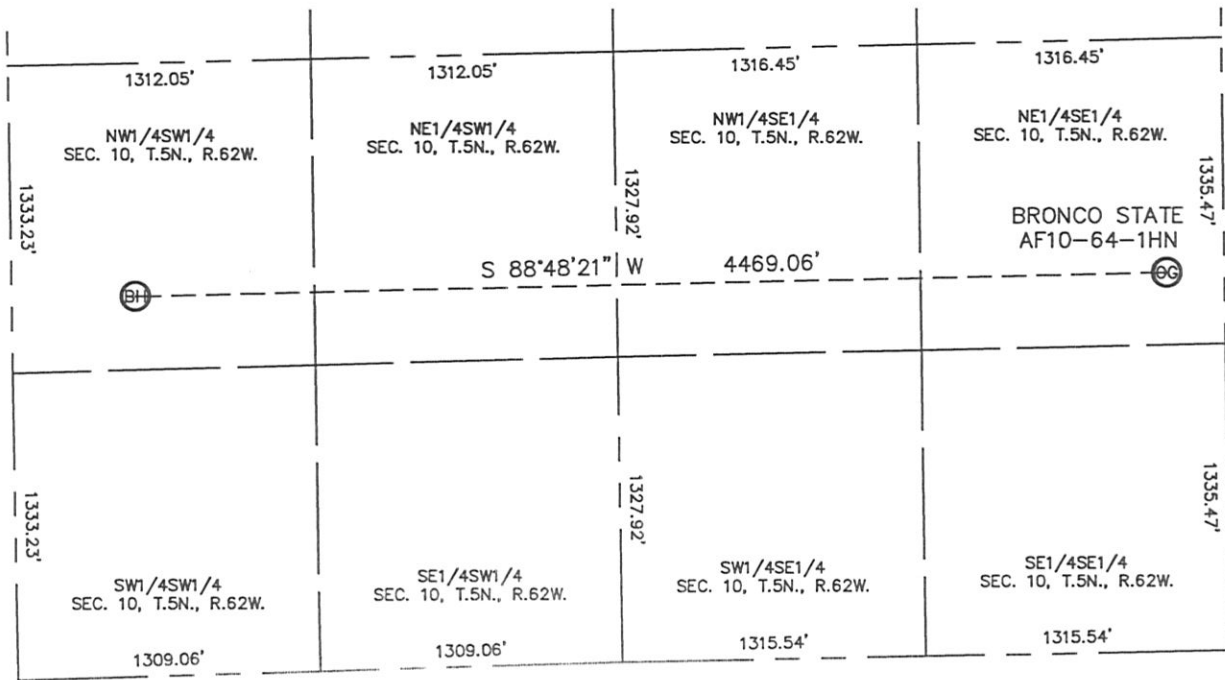 1312.05'
1312.05'
1316.45'
1316.45'
NW1/4SW1/4
SEC. 10, T.5N., R.62W.
NE1/4SW1/4
SEC. 10, T.5N., R.62W.
NW1/4SE1/4
SEC. 10, T.5N., R.62W.
NE1/4SE1/4
SEC. 10, T.5N., R.62W.
1333.23'
1327.92'
1335.47'
BRONCO STATE
AF10-64-1HN
S 88°48'21" W 4469.06'
BH
OG
1333.23'
1327.92'
1335.47'
SW1/4SW1/4
SEC. 10, T.5N., R.62W.
SE1/4SW1/4
SEC. 10, T.5N., R.62W.
SW1/4SE1/4
SEC. 10, T.5N., R.62W.
SE1/4SE1/4
SEC. 10, T.5N., R.62W.
1309.06'
1309.06'
1315.54'
1315.54'